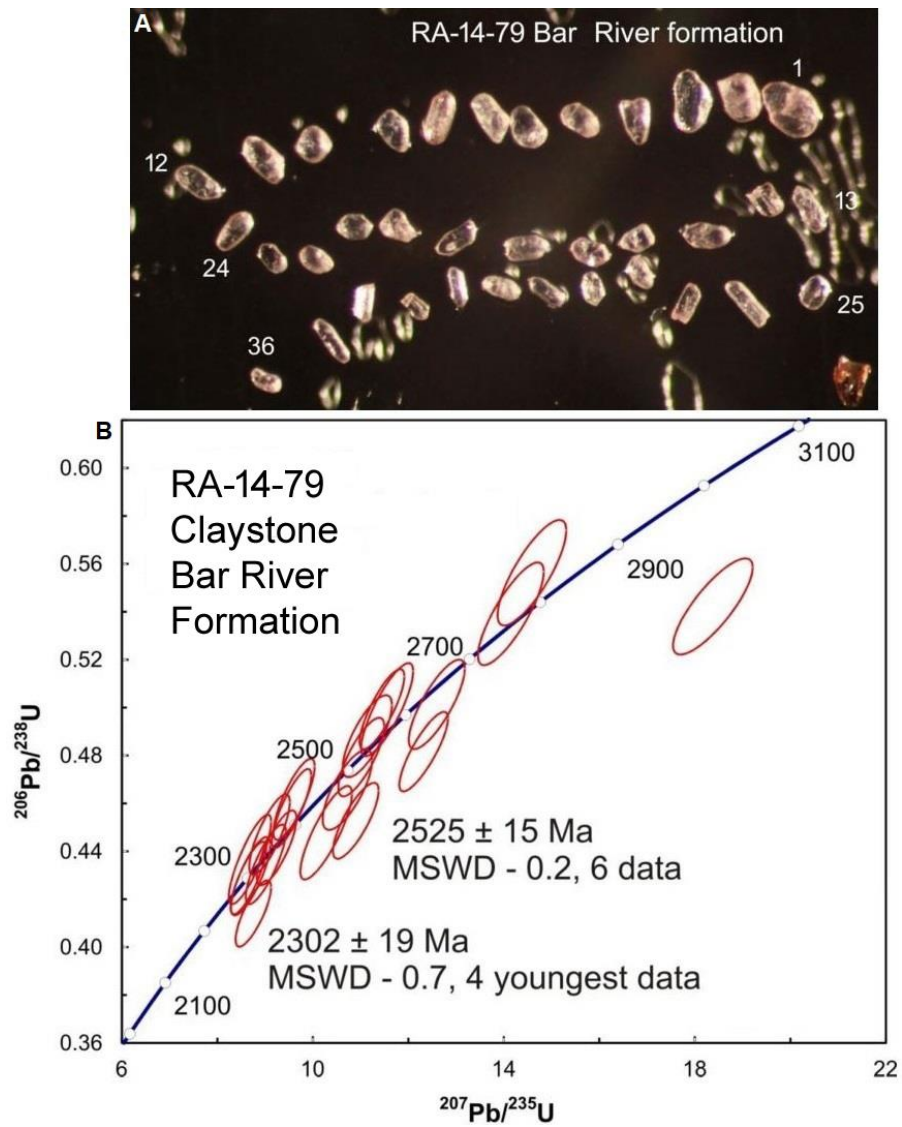 A
RA-14-79 Bar River formation
1
12
13
24
25
36
B
0.60
0.56
0.52
0.48
0.44
0.40
0.36
RA-14-79
Claystone
Bar River
Formation
3100
2900
2700
2500
2300
2100
2525 ± 15 Ma
MSWD - 0.2, 6 data
2302 ± 19 Ma
MSWD - 0.7, 4 youngest data
6
10
14
18
22
²⁰⁶Pb/²³⁸U
²⁰⁷Pb/²³⁵U